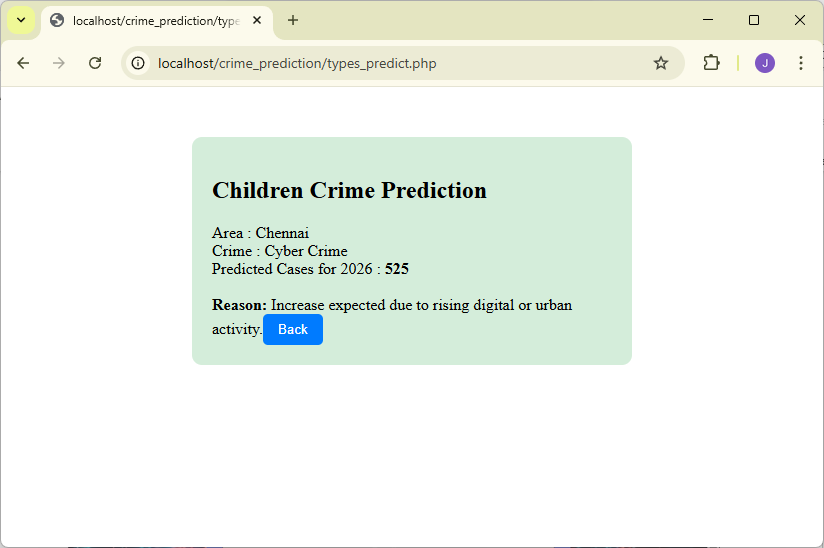 localhost/crime_prediction/type
localhost/crime_prediction/types_predict.php
J
Children Crime Prediction
Area : Chennai
Crime : Cyber Crime
Predicted Cases for 2026 : 525
Reason: Increase expected due to rising digital or urban
activity. Back